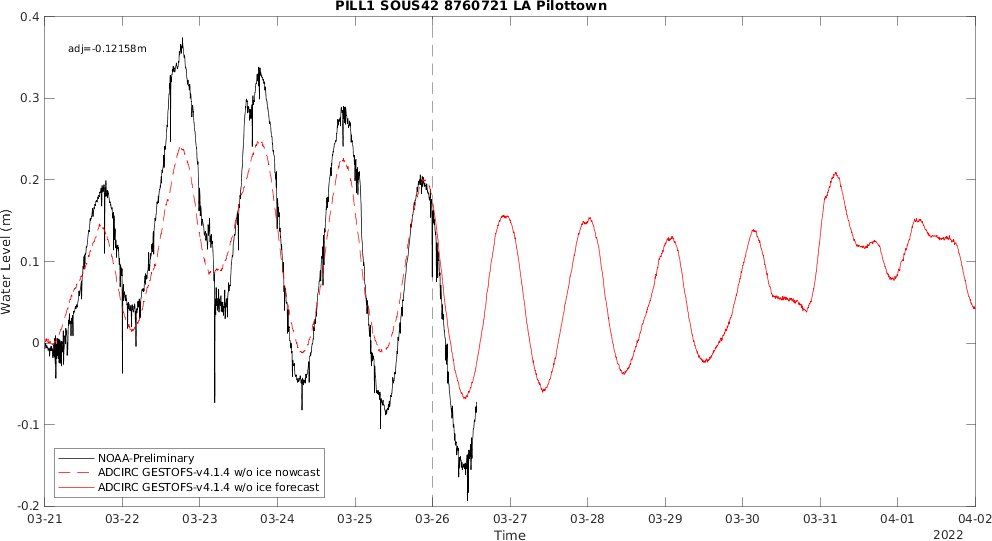 PILL1 SOUS42 8760721 LA Pilottown
adj=-0.12158m
0.4
0.3
0.2
0.1
0
-0.1
-0.2
Water Level (m)
NOAA-Preliminary
ADCIRC GESTOFS-v4.1.4 w/o ice nowcast
ADCIRC GESTOFS-v4.1.4 w/o ice forecast
03-21 03-22 03-23 03-24 03-25 03-26 03-27 03-28 03-29 03-30 03-31 04-01 04-02
Time
2022